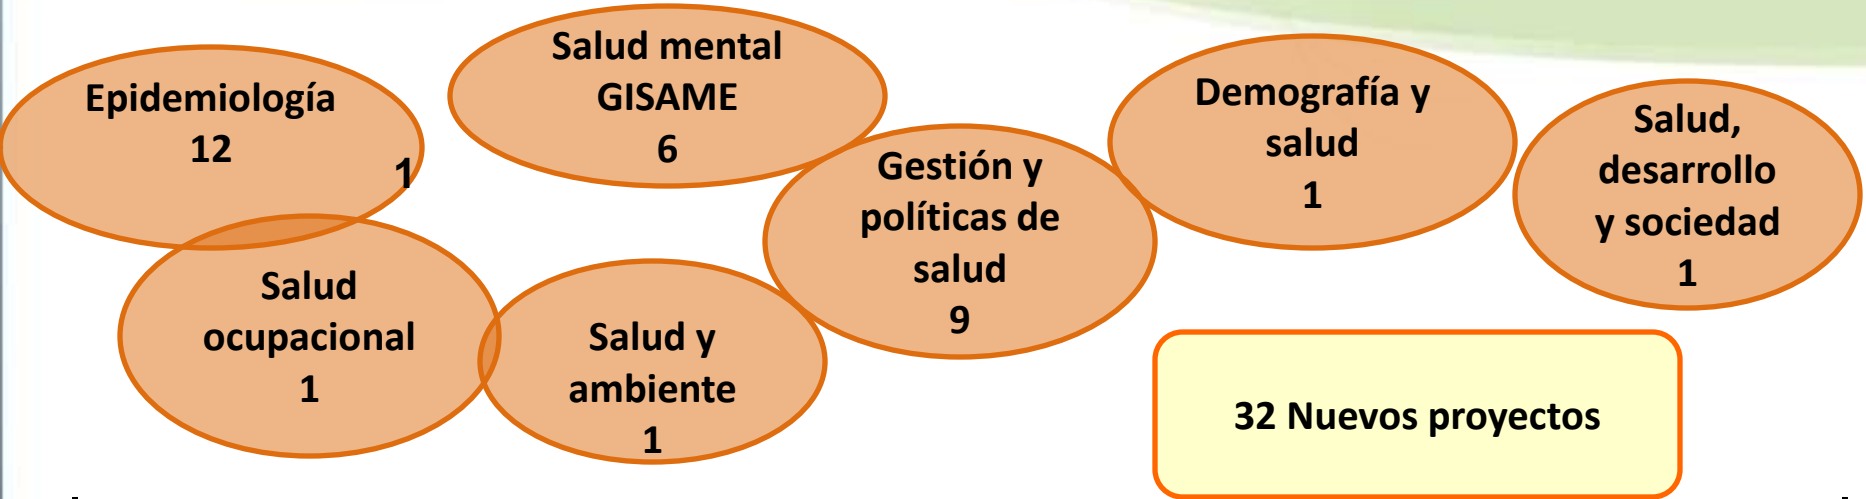 Epidemiología
12
1
Salud mental
GISAME
6
Demografía y
salud
1
Salud,
desarrollo
y sociedad
1
Gestión y
políticas de
salud
9
Salud
ocupacional
1
Salud y
ambiente
1
32 Nuevos proyectos